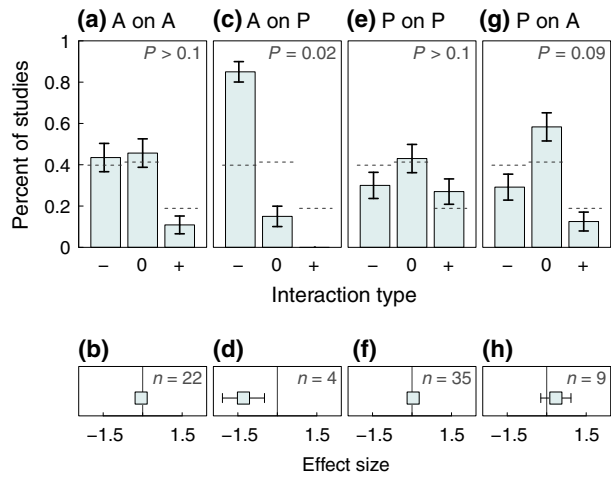 (a) A on A
(c) A on P
(e) P on P
(g) P on A
P > 0.1
P = 0.02
P > 0.1
P = 0.09
Percent of studies
1
0.8
0.6
0.4
0.2
0
− 0 +
− 0 +
− 0 +
− 0 +
Interaction type
(b)
(d)
(f)
(h)
n = 22
n = 4
n = 35
n = 9
−1.5 1.5
−1.5 1.5
−1.5 1.5
−1.5 1.5
Effect size